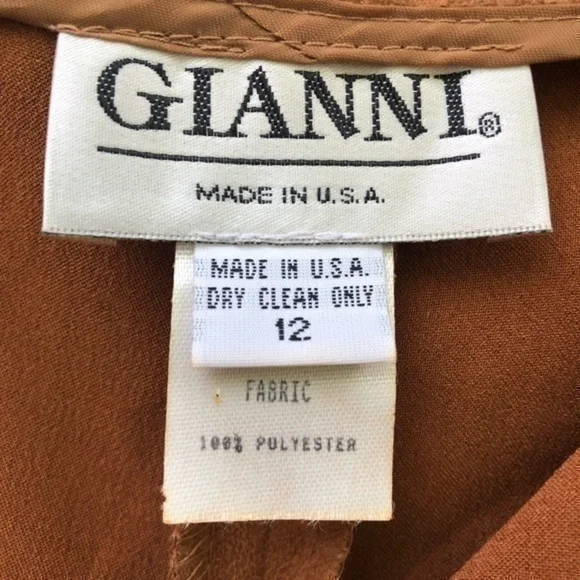 GIANNI®
MADE IN U.S.A.
MADE IN U.S.A.
DRY CLEAN ONLY
12
FABRIC
100% POLYESTER